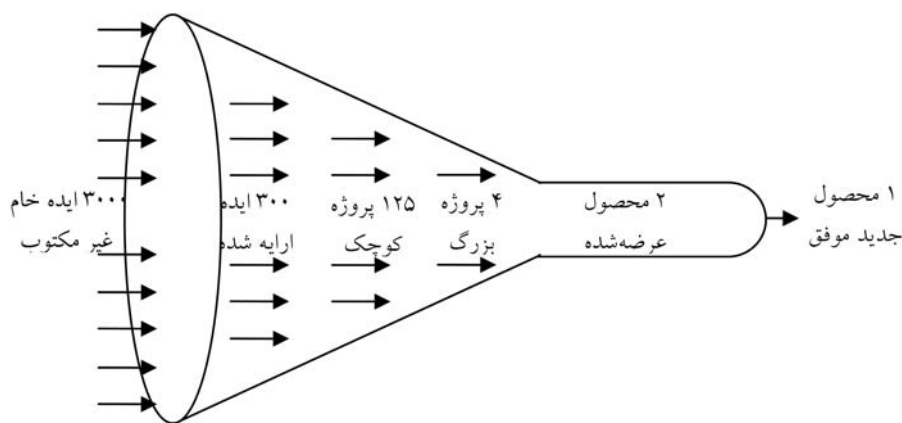 ۳۰۰۰ ایده خام
غیر مکتوب
۳۰۰ ایده
ارایه شده
۱۲۵ پروژه
کوچک
۴ پروژه
بزرگ
۲ محصول
عرضه‌شده
۱ محصول
جدید موفق